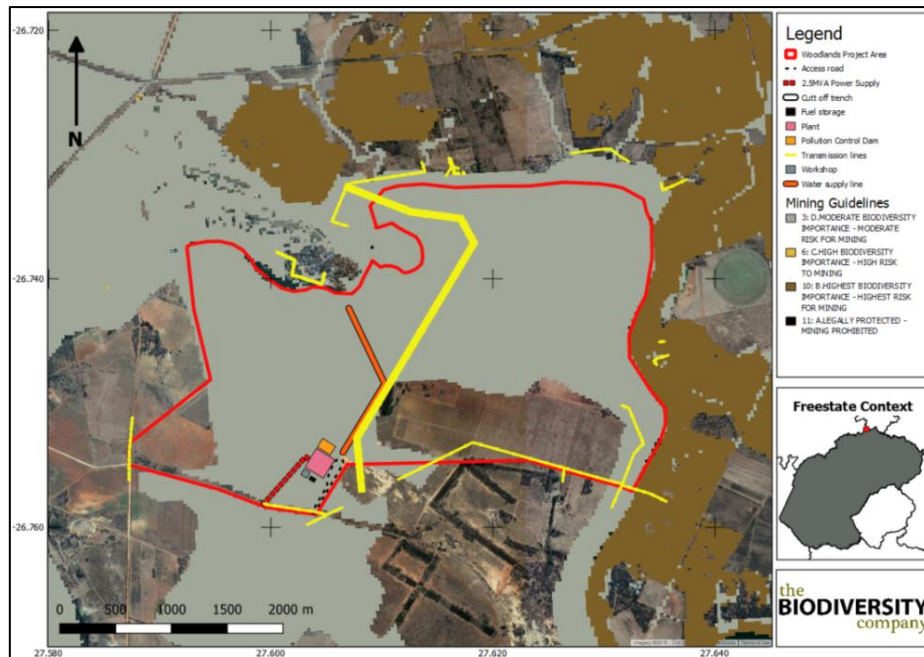 -26.720
-26.740
-26.760
N
0 500 1000 1500 2000 m
27.580
27.600
27.620
27.640
Legend
Woodlands Project Area
Access road
2.5MVA Power Supply
Cutt off trench
Fuel storage
Plant
Pollution Control Dam
Transmission lines
Workshop
Water supply line
Mining Guidelines
3: D.MODERATE BIODIVERSITY
IMPORTANCE - MODERATE
RISK FOR MINING
6: C.HIGH BIODIVERSITY
IMPORTANCE - HIGH RISK
TO MINING
10: B.HIGHEST BIODIVERSITY
IMPORTANCE - HIGHEST RISK
FOR MINING
11: A.LEGALLY PROTECTED -
MINING PROHIBITED
Freestate Context
the
BIODIVERSITY
company